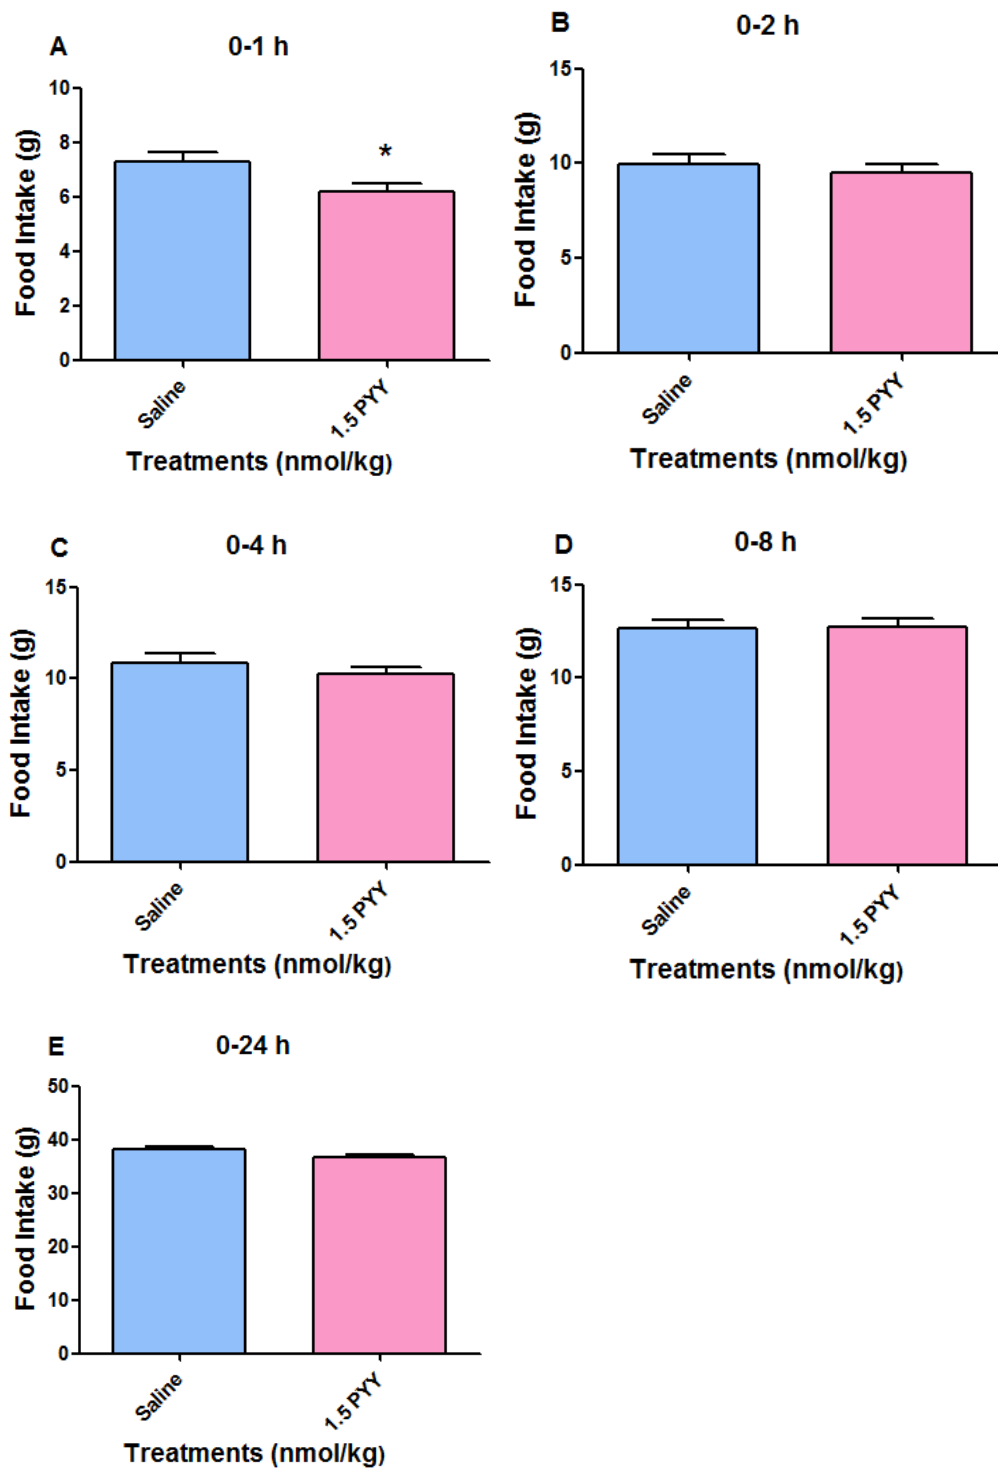 A 0-1 h
Food Intake (g)
10
8
6
4
2
0
*
Saline
1.5 PYY
Treatments (nmol/kg)
B 0-2 h
Food Intake (g)
15
10
5
0
Saline
1.5 PYY
Treatments (nmol/kg)
C 0-4 h
Food Intake (g)
15
10
5
0
Saline
1.5 PYY
Treatments (nmol/kg)
D 0-8 h
Food Intake (g)
15
10
5
0
Saline
1.5 PYY
Treatments (nmol/kg)
E 0-24 h
Food Intake (g)
50
40
30
20
10
0
Saline
1.5 PYY
Treatments (nmol/kg)